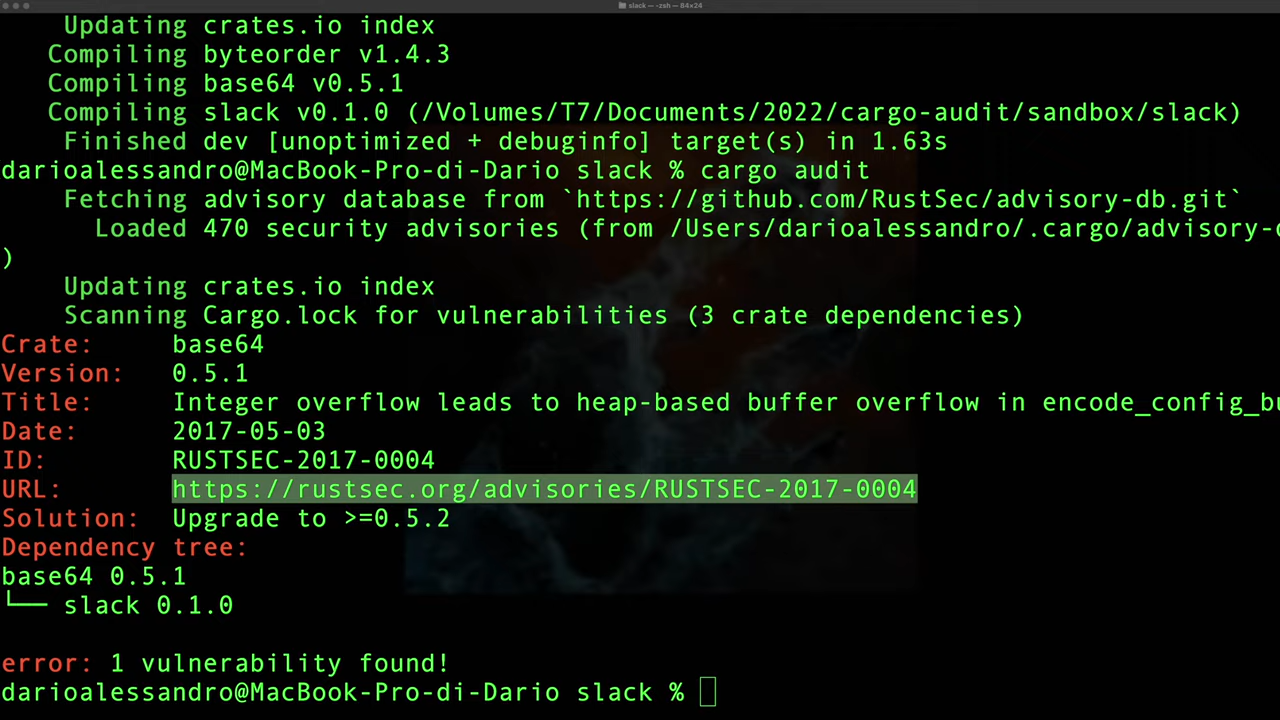 slack — -zsh — 84×24
Updating crates.io index
Compiling byteorder v1.4.3
Compiling base64 v0.5.1
Compiling slack v0.1.0 (/Volumes/T7/Documents/2022/cargo-audit/sandbox/slack)
Finished dev [unoptimized + debuginfo] target(s) in 1.63s
darioalessandro@MacBook-Pro-di-Dario slack % cargo audit
Fetching advisory database from `https://github.com/RustSec/advisory-db.git`
Loaded 470 security advisories (from /Users/darioalessandro/.cargo/advisory-
)
Updating crates.io index
Scanning Cargo.lock for vulnerabilities (3 crate dependencies)
Crate: base64
Version: 0.5.1
Title: Integer overflow leads to heap-based buffer overflow in encode_config_bu
Date: 2017-05-03
ID: RUSTSEC-2017-0004
URL: https://rustsec.org/advisories/RUSTSEC-2017-0004
Solution: Upgrade to >=0.5.2
Dependency tree:
base64 0.5.1
└── slack 0.1.0
error: 1 vulnerability found!
darioalessandro@MacBook-Pro-di-Dario slack %